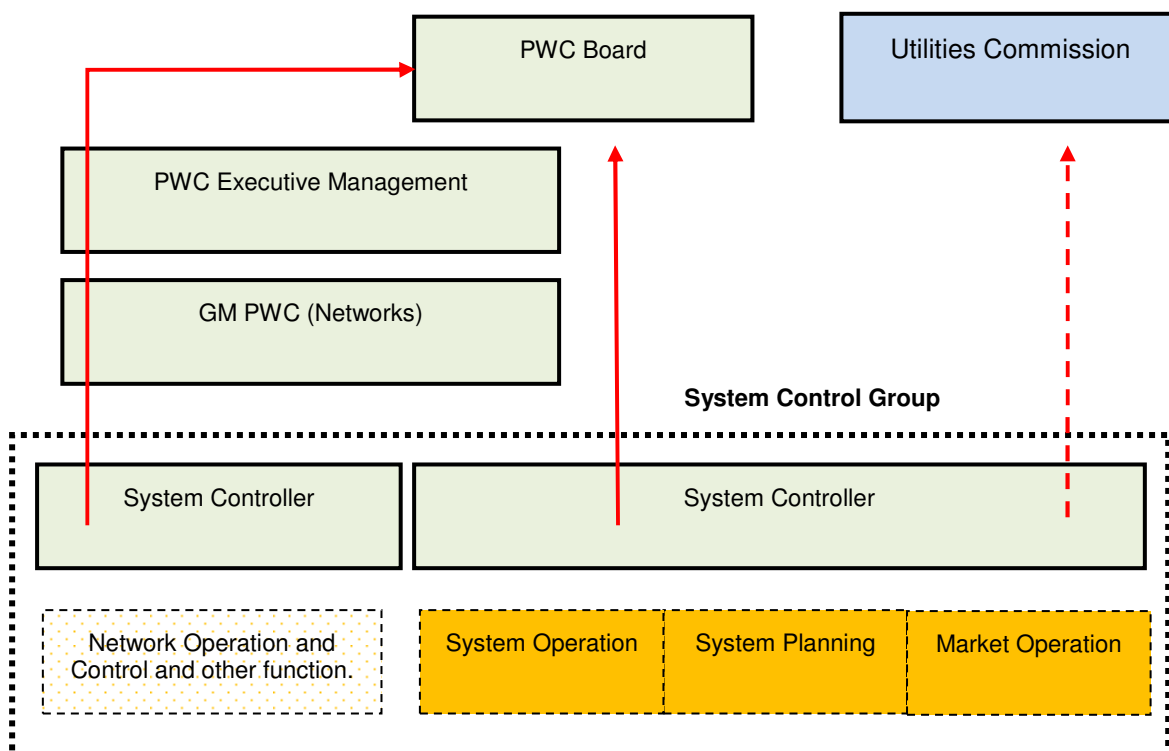 PWC Board
Utilities Commission
PWC Executive Management
GM PWC (Networks)
System Control Group
System Controller
System Controller
Network Operation and
Control and other function.
System Operation
System Planning
Market Operation